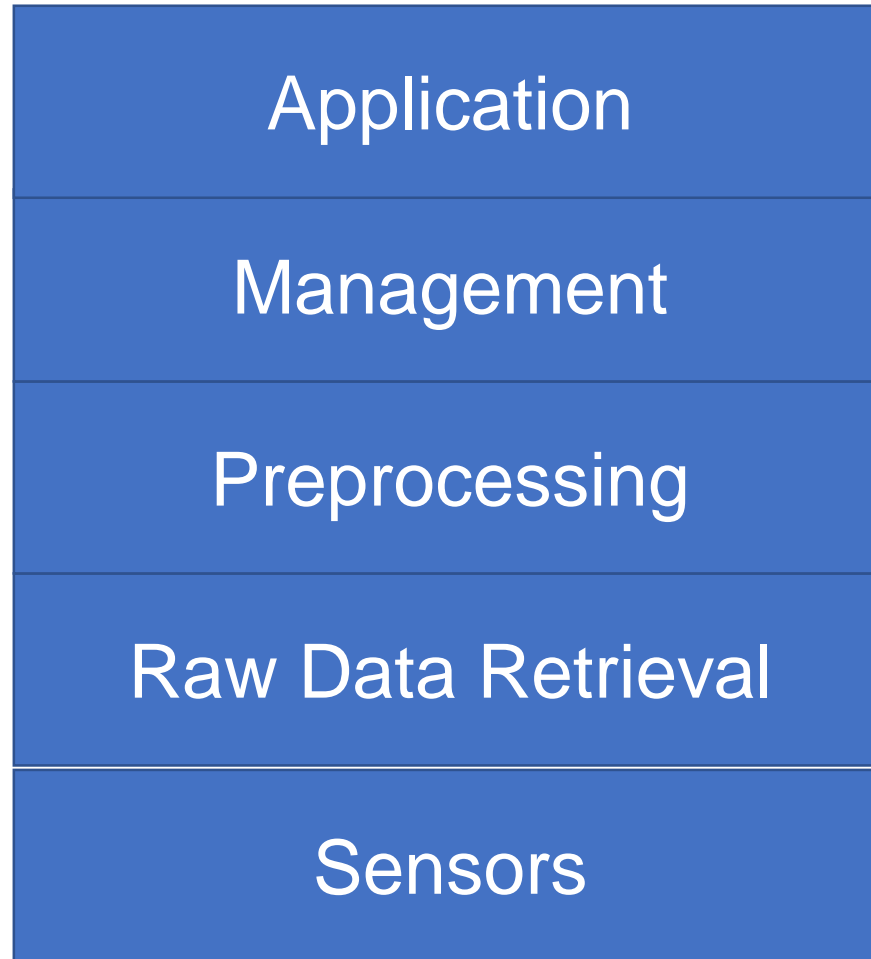 Application
Management
Preprocessing
Raw Data Retrieval
Sensors